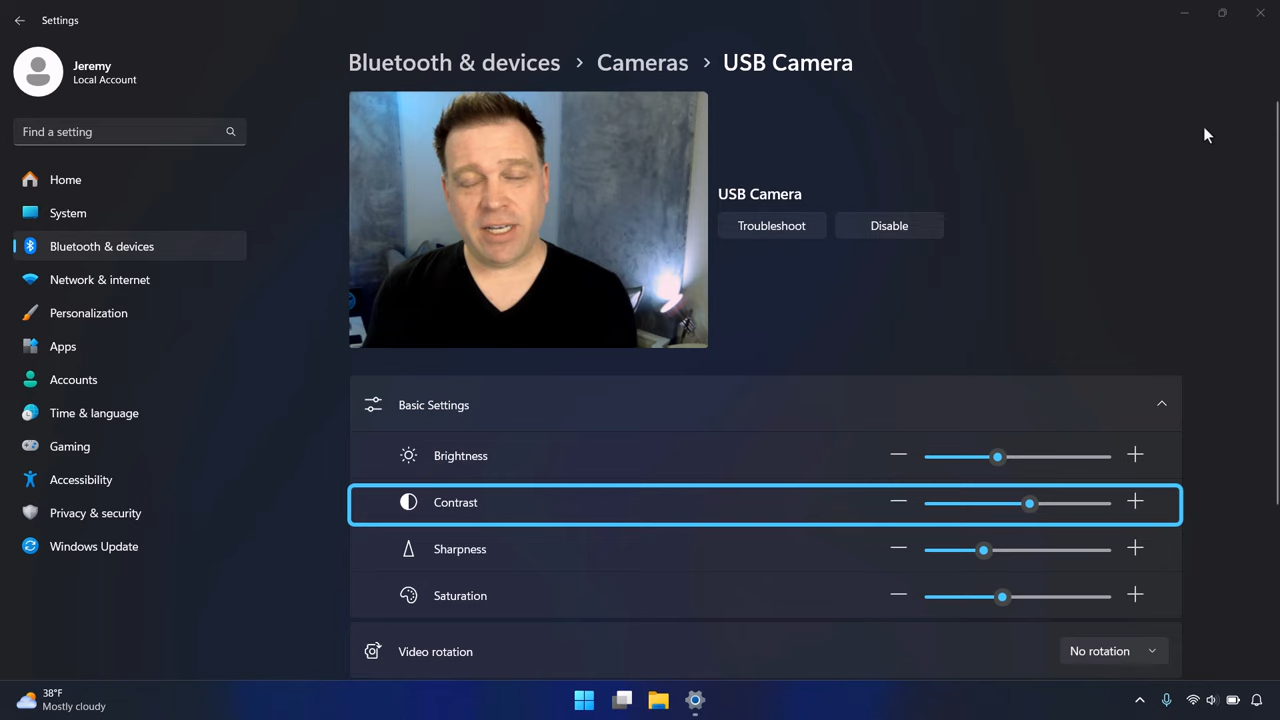 Settings
Jeremy
Local Account
Find a setting
Home
System
Bluetooth & devices
Network & internet
Personalization
Apps
Accounts
Time & language
Gaming
Accessibility
Privacy & security
Windows Update
Bluetooth & devices › Cameras › USB Camera
USB Camera
Troubleshoot Disable
Basic Settings
Brightness
Contrast
Sharpness
Saturation
Video rotation No rotation
38°F
Mostly cloudy